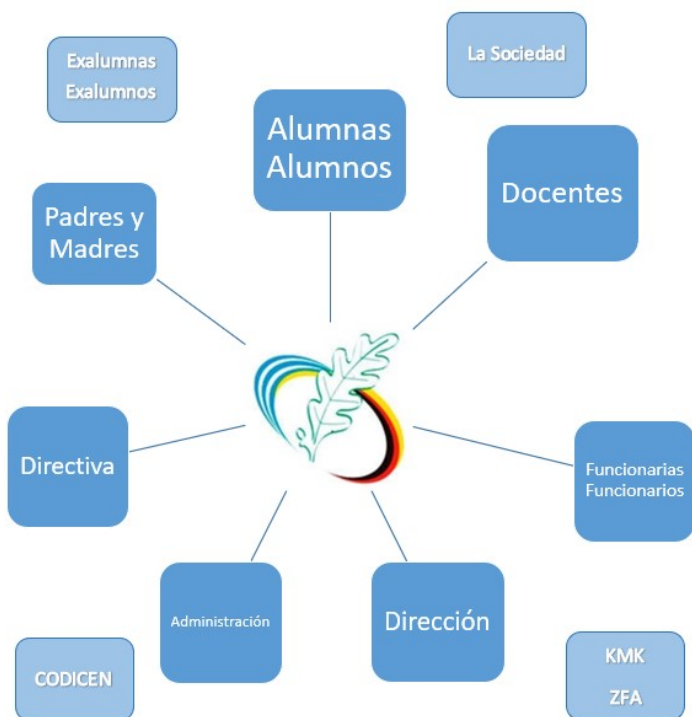 Exalumnas
Exalumnos
La Sociedad
Alumnas
Alumnos
Docentes
Padres y
Madres
Directiva
Funcionarias
Funcionarios
Administración
Dirección
CODICEN
KMK
ZFA